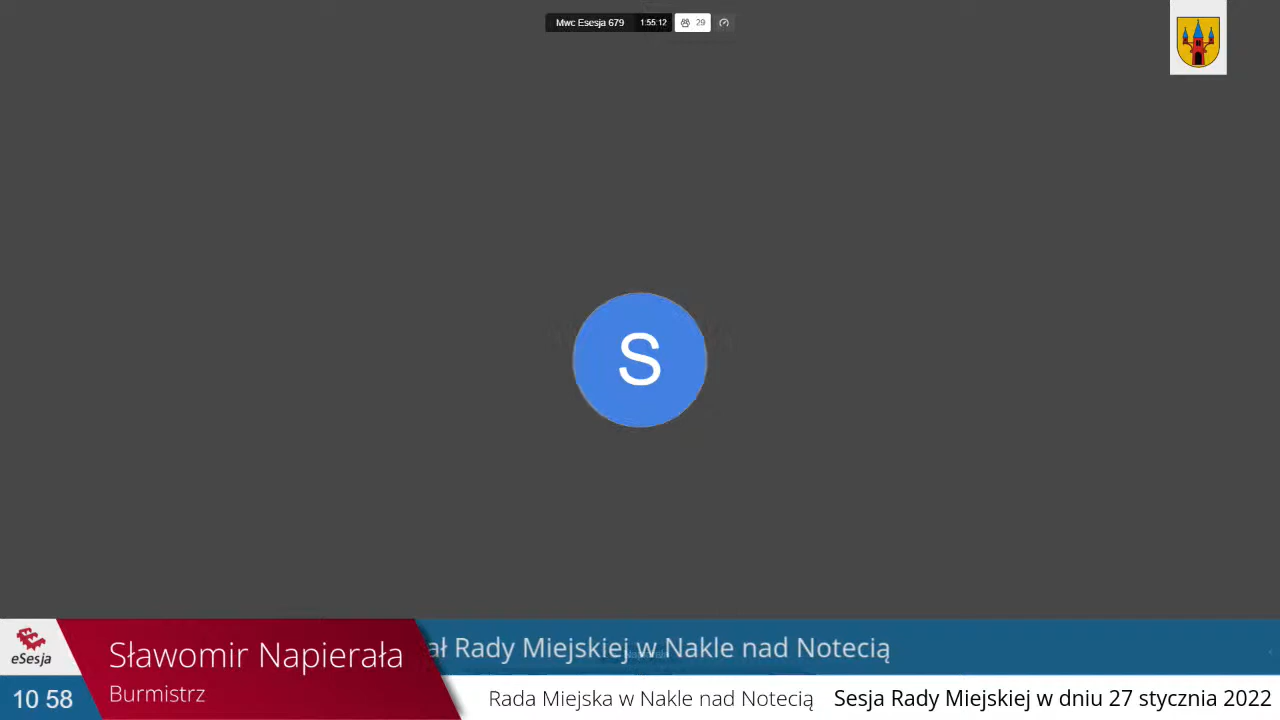 Mwc Esesja 679 1:55:12 29
S
Sławomir Napierała
Burmistrz
ał Rady Miejskiej w Nakle nad Notecią
eSesja
10 58
Rada Miejska w Nakle nad Notecią Sesja Rady Miejskiej w dniu 27 stycznia 2022